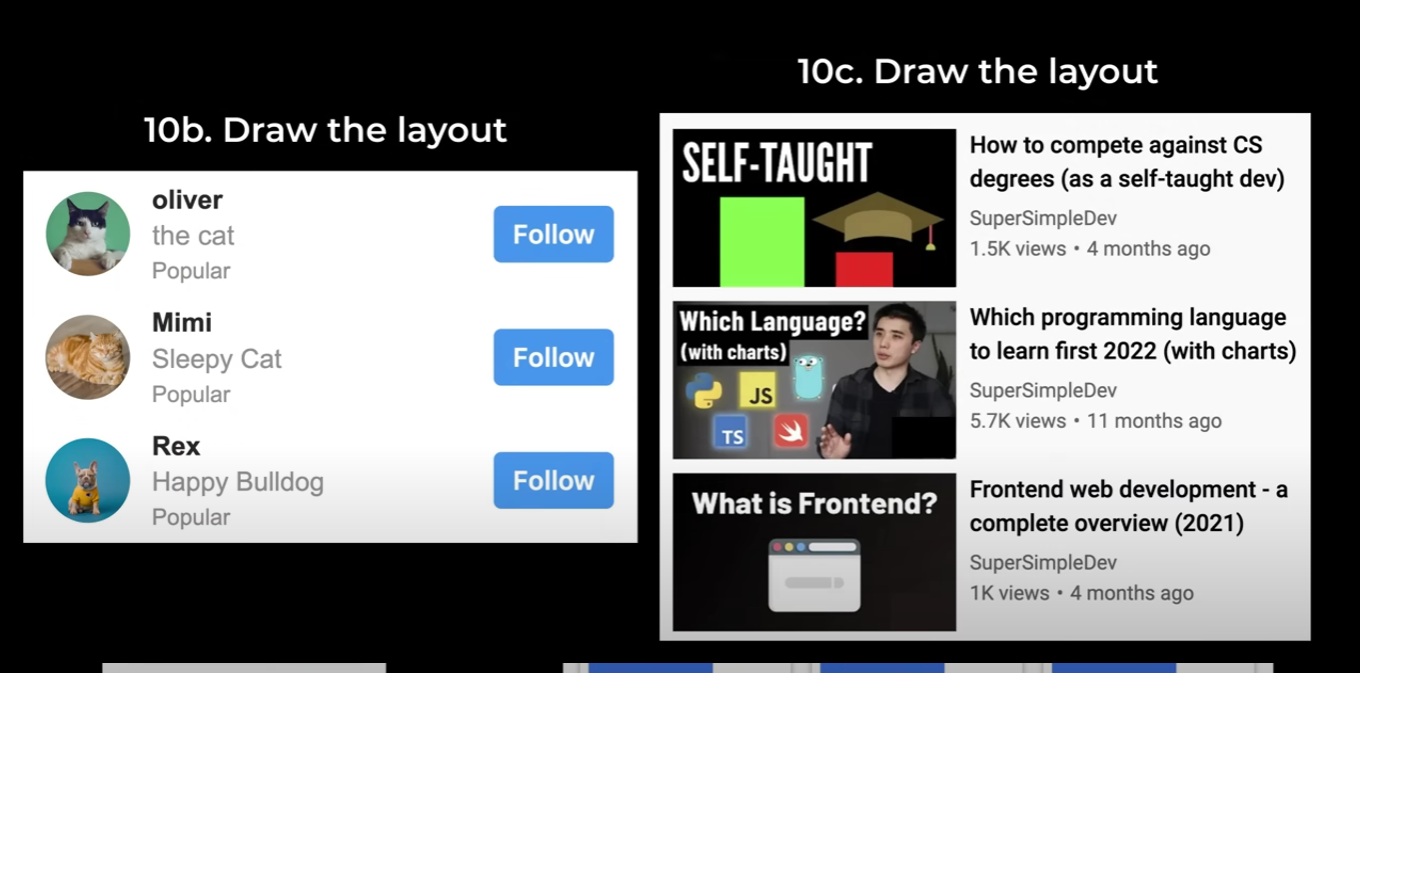 10b. Draw the layout
oliver
the cat
Popular
Follow
Mimi
Sleepy Cat
Popular
Follow
Rex
Happy Bulldog
Popular
Follow
10c. Draw the layout
SELF-TAUGHT
How to compete against CS
degrees (as a self-taught dev)
SuperSimpleDev
1.5K views • 4 months ago
Which Language?
(with charts)
JS
TS
Which programming language
to learn first 2022 (with charts)
SuperSimpleDev
5.7K views • 11 months ago
What is Frontend?
Frontend web development - a
complete overview (2021)
SuperSimpleDev
1K views • 4 months ago